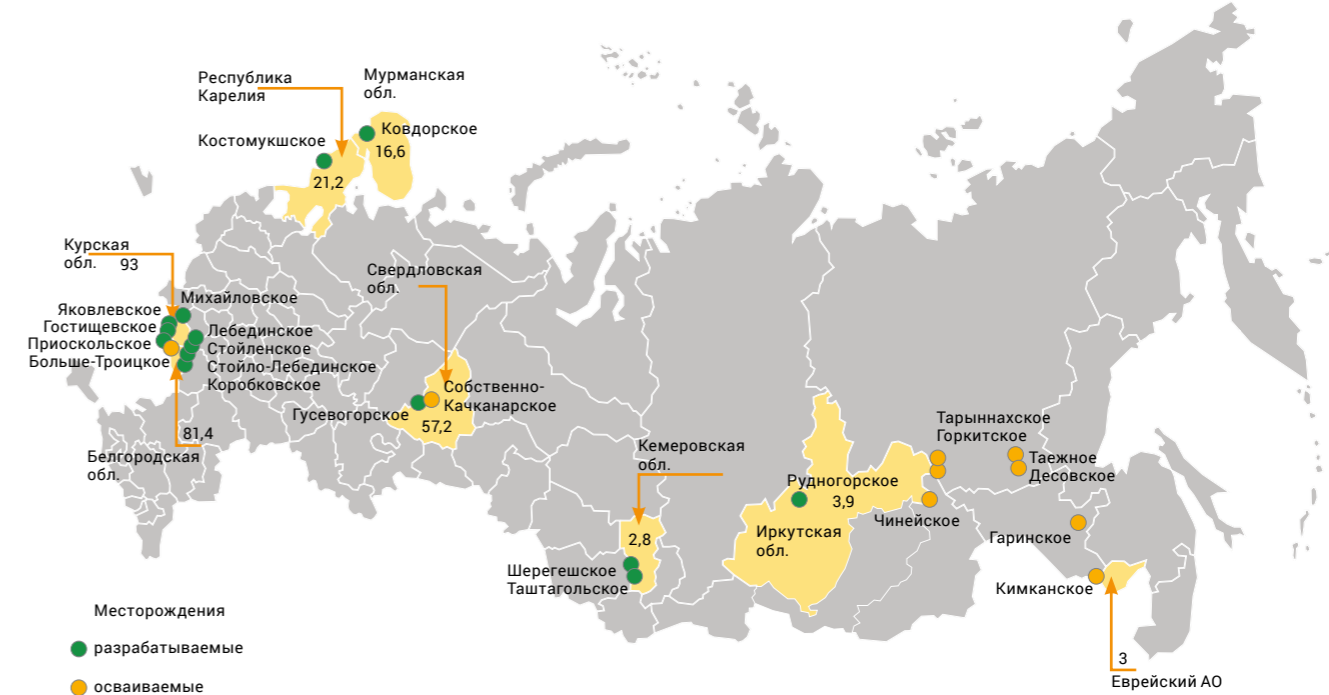 Республика
Карелия
Мурманская
обл.
Костомукшское
Ковдорское
16,6
21,2
Курская
обл.
93
Свердловская
обл.
Михайловское
Яковлевское
Гостищевское
Приоскольское
Больше-Троицкое
Лебединское
Стойленское
Стойло-Лебединское
Коробковское
Собственно-
Качканарское
Гусевогорское
57,2
81,4
Белгородская
обл.
Кемеровская
обл.
2,8
Шерегешское
Таштагольское
Рудногорское
3,9
Иркутская
обл.
Чинейское
Тарыннахское
Горкитское
Таежное
Десовское
Гаринское
Кимканское
3
Еврейский АО
Месторождения
разрабатываемые
осваиваемые